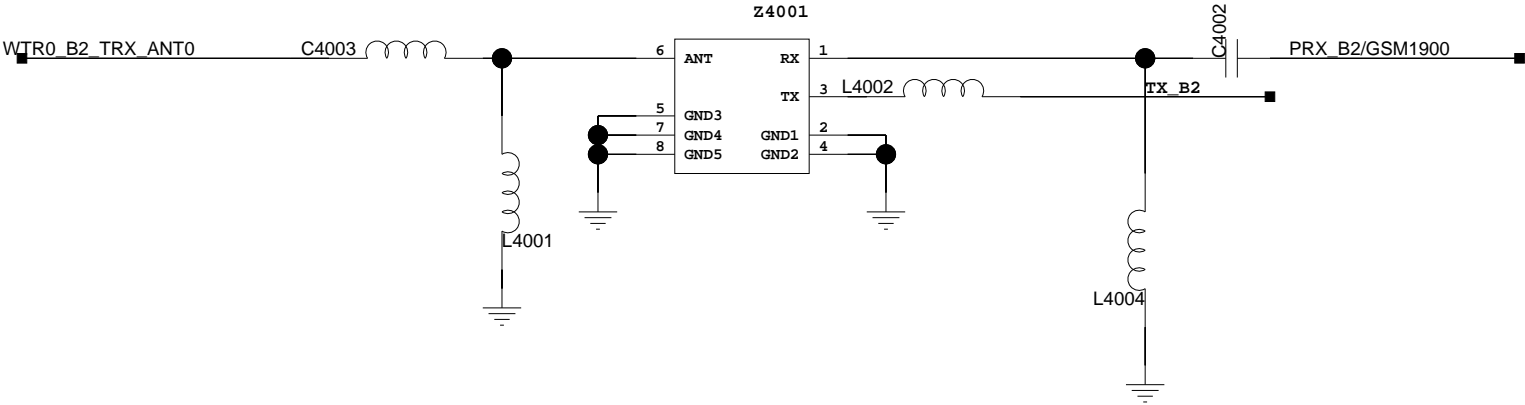 Z4001
C4002
WTR0_B2_TRX_ANT0
C4003
6
ANT
RX
1
PRX_B2/GSM1900
TX
3
L4002
TX_B2
5
GND3
7
GND4
GND1
2
8
GND5
GND2
4
L4001
L4004